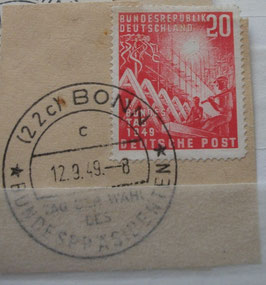 BUNDESREPUBLIK 20
DEUTSCHLAND
BUNDES
TAG
1949
DEUTSCHE POST
(22c) BONN
c
12.9.49.-8
TAG DER WAHL
DES
* BUNDESPRÄSIDENTEN *